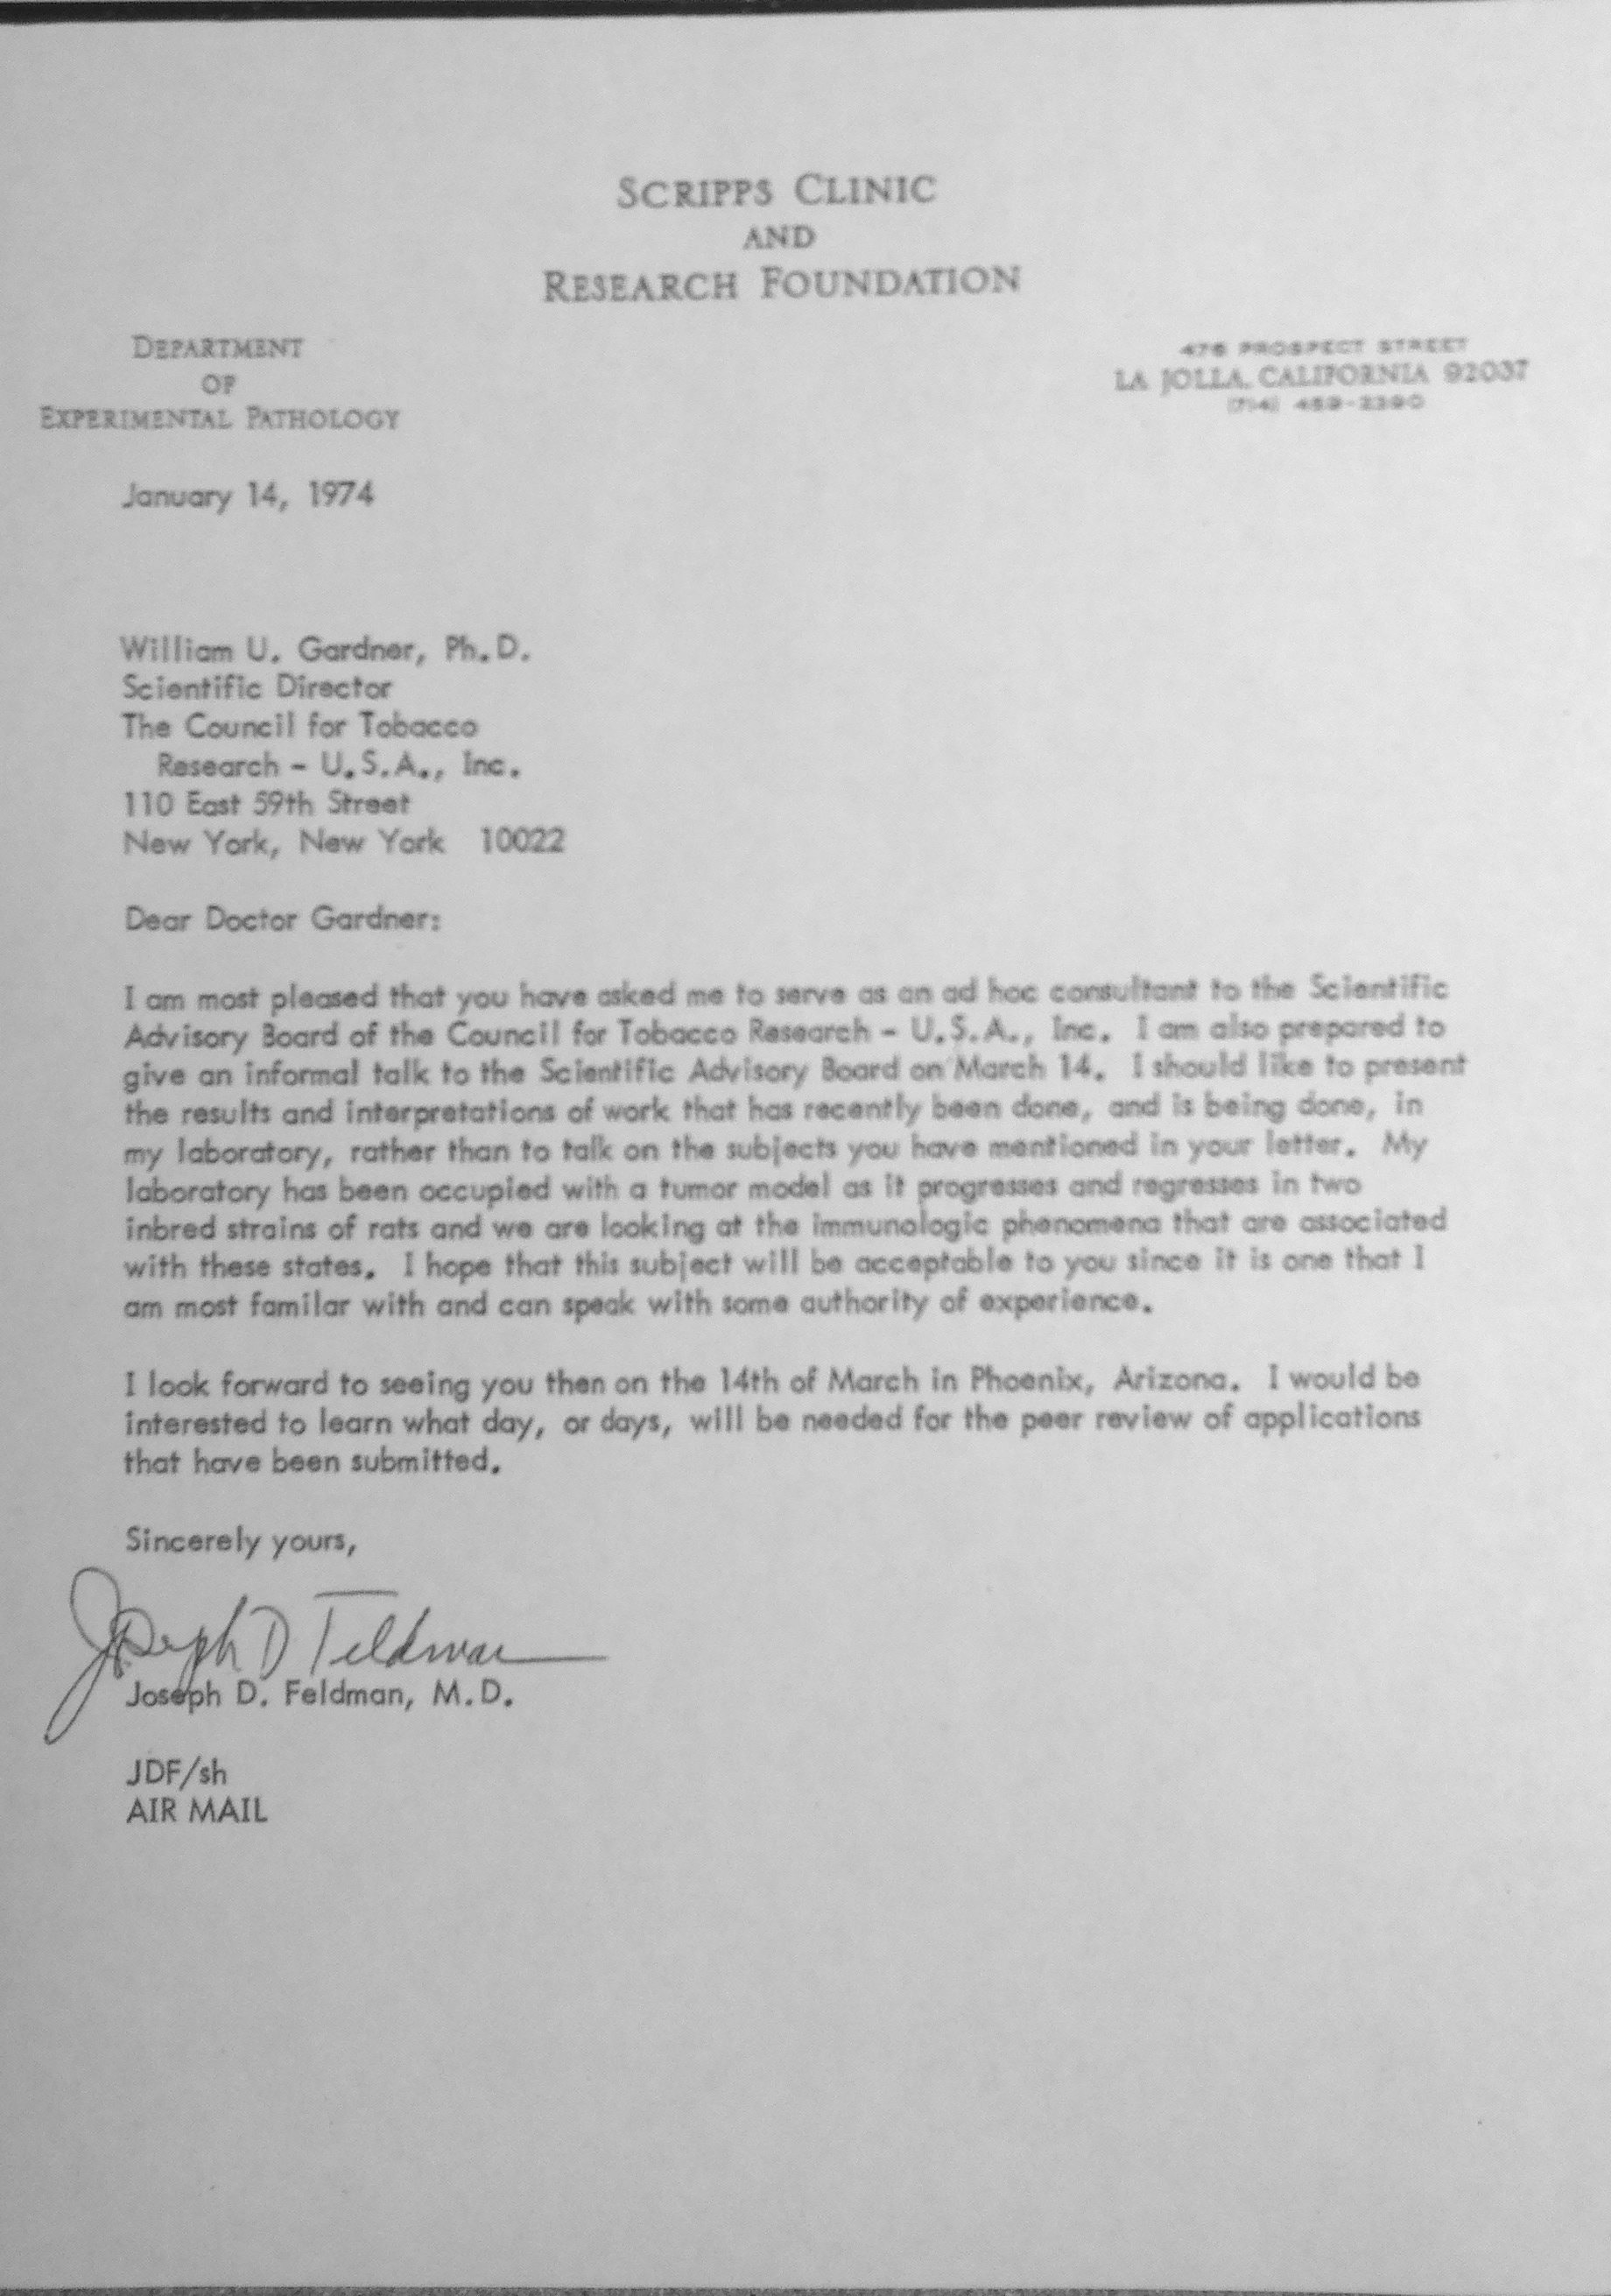 SCRIPPS CLINIC
AND
RESEARCH FOUNDATION
DEPARTMENT
OF
EXPERIMENTAL PATHOLOGY
476 PROSPECT STREET
LA JOLLA, CALIFORNIA 92037
(714) 459-2390
January 14, 1974
William U. Gardner, Ph.D.
Scientific Director
The Council for Tobacco
Research - U.S.A., Inc.
110 East 59th Street
New York, New York 10022
Dear Doctor Gardner:
I am most pleased that you have asked me to serve as an ad hoc consultant to the Scientific
Advisory Board of the Council for Tobacco Research - U.S.A., Inc. I am also prepared to
give an informal talk to the Scientific Advisory Board on March 14. I should like to present
the results and interpretations of work that has recently been done, and is being done, in
my laboratory, rather than to talk on the subjects you have mentioned in your letter. My
laboratory has been occupied with a tumor model as it progresses and regresses in two
inbred strains of rats and we are looking at the immunologic phenomena that are associated
with these states. I hope that this subject will be acceptable to you since it is one that I
am most familar with and can speak with some authority of experience.
I look forward to seeing you then on the 14th of March in Phoenix, Arizona. I would be
interested to learn what day, or days, will be needed for the peer review of applications
that have been submitted.
Sincerely yours,
Joseph D Feldman
Joseph D. Feldman, M.D.
JDF/sh
AIR MAIL